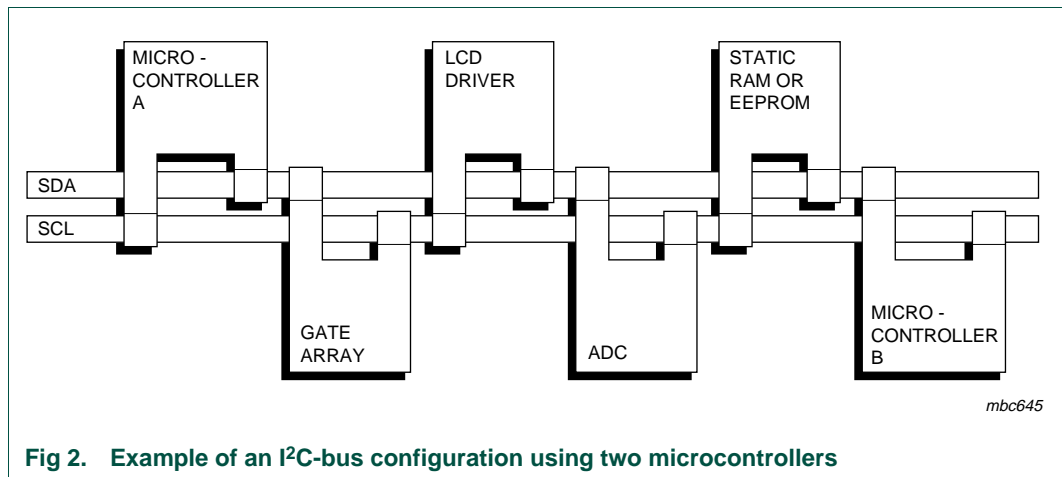 MICRO -
CONTROLLER
A
LCD
DRIVER
STATIC
RAM OR
EEPROM
SDA
SCL
GATE
ARRAY
ADC
MICRO -
CONTROLLER
B
mbc645
Fig 2. Example of an I²C-bus configuration using two microcontrollers